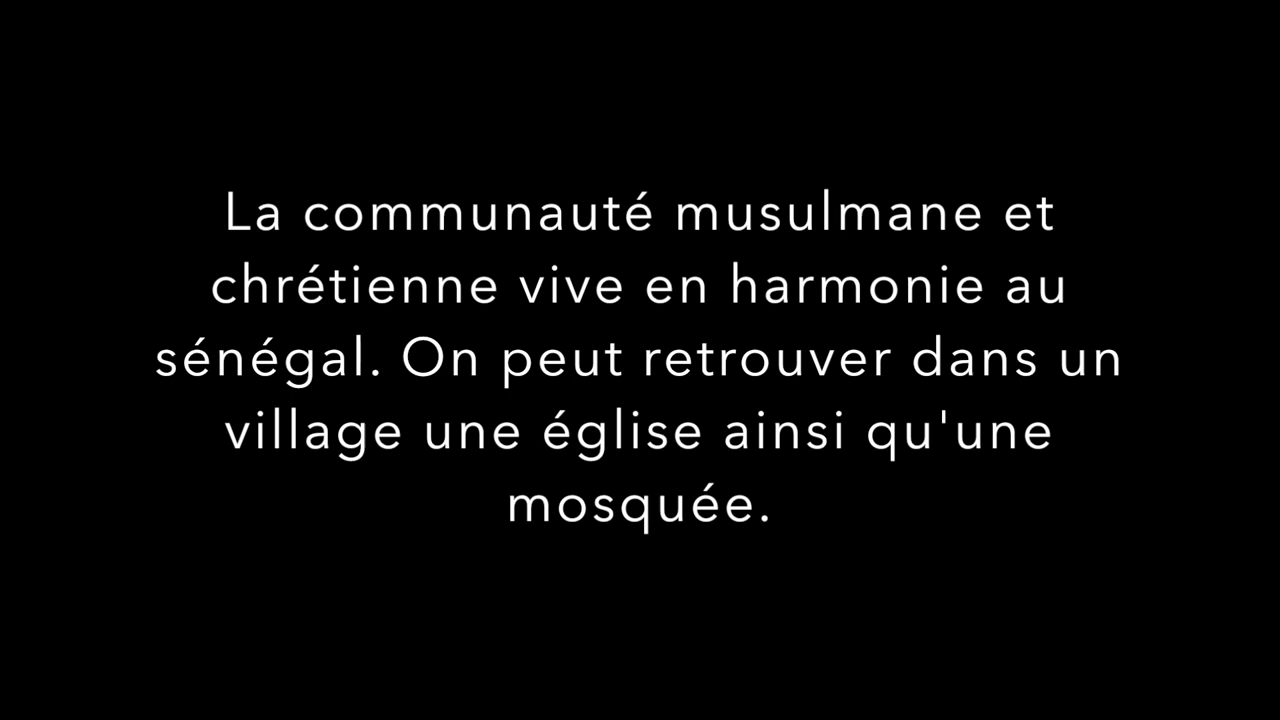 La communauté musulmane et
chrétienne vive en harmonie au
sénégal. On peut retrouver dans un
village une église ainsi qu'une
mosquée.